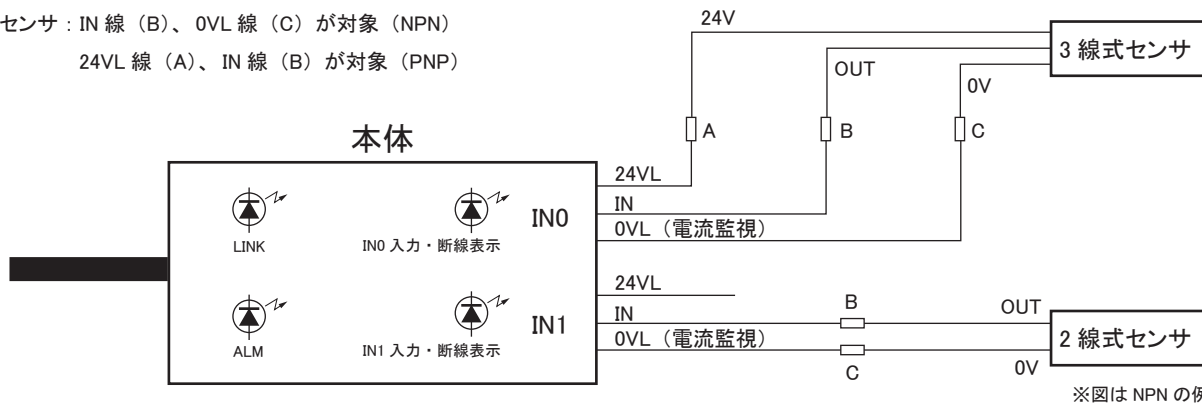 センサ：IN 線（B）、0VL 線（C）が対象（NPN）
24VL 線（A）、IN 線（B）が対象（PNP）
24V
3 線式センサ
OUT
0V
A
B
C
本体
24VL
IN
IN0
0VL（電流監視）
LINK
IN0 入力・断線表示
24VL
IN
IN1
0VL（電流監視）
ALM
IN1 入力・断線表示
B
OUT
2 線式センサ
C
0V
※図は NPN の